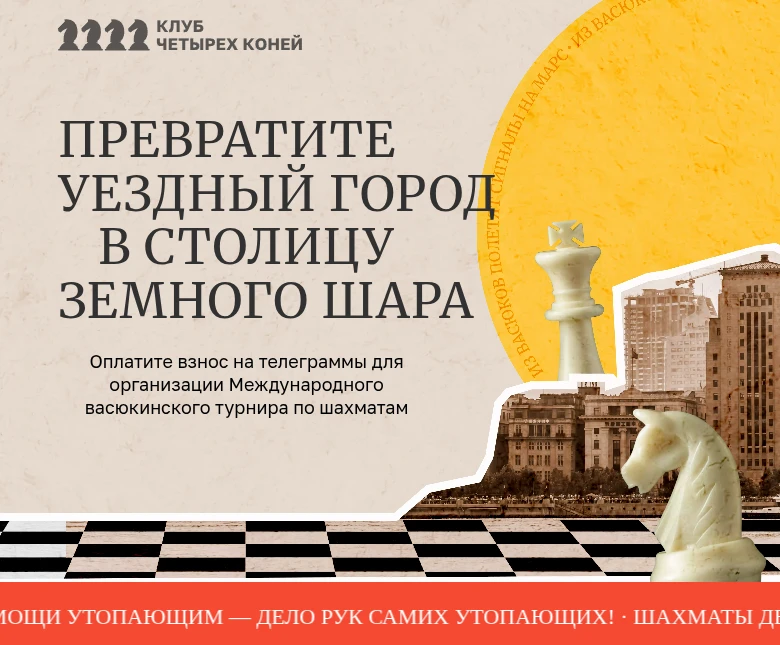 КЛУБ
ЧЕТЫРЕХ КОНЕЙ
ПРЕВРАТИТЕ
УЕЗДНЫЙ ГОРОД
В СТОЛИЦУ
ЗЕМНОГО ШАРА
Оплатите взнос на телеграммы для
организации Международного
васюкинского турнира по шахматам
ИЗ ВАСЮКОВ ПОЛЕТЯТ СИГНАЛЫ НА МАРС · ИЗ ВАСЮК
МОЩИ УТОПАЮЩИМ — ДЕЛО РУК САМИХ УТОПАЮЩИХ! · ШАХМАТЫ ДЕ